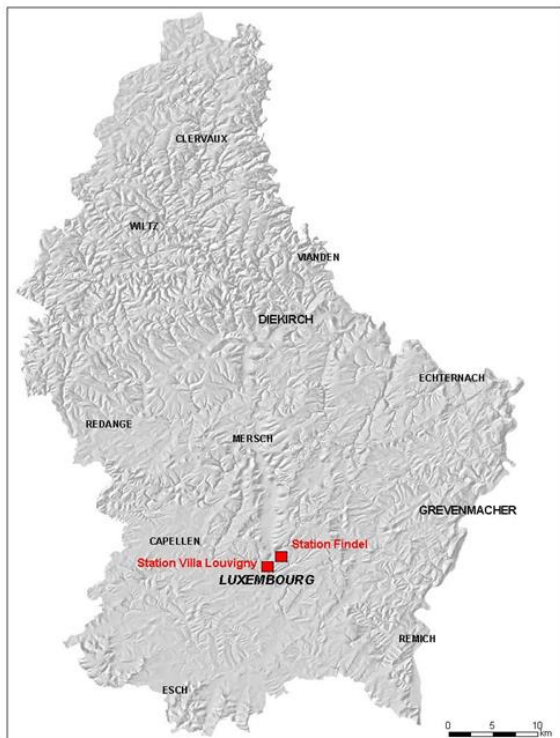 CLERVAUX
WILTZ
VIANDEN
DIEKIRCH
ECHTERNACH
REDANGE
MERSCH
GREVENMACHER
CAPELLEN
Station Findel
Station Villa Louvigny
LUXEMBOURG
REMICH
ESCH
0 5 10
km